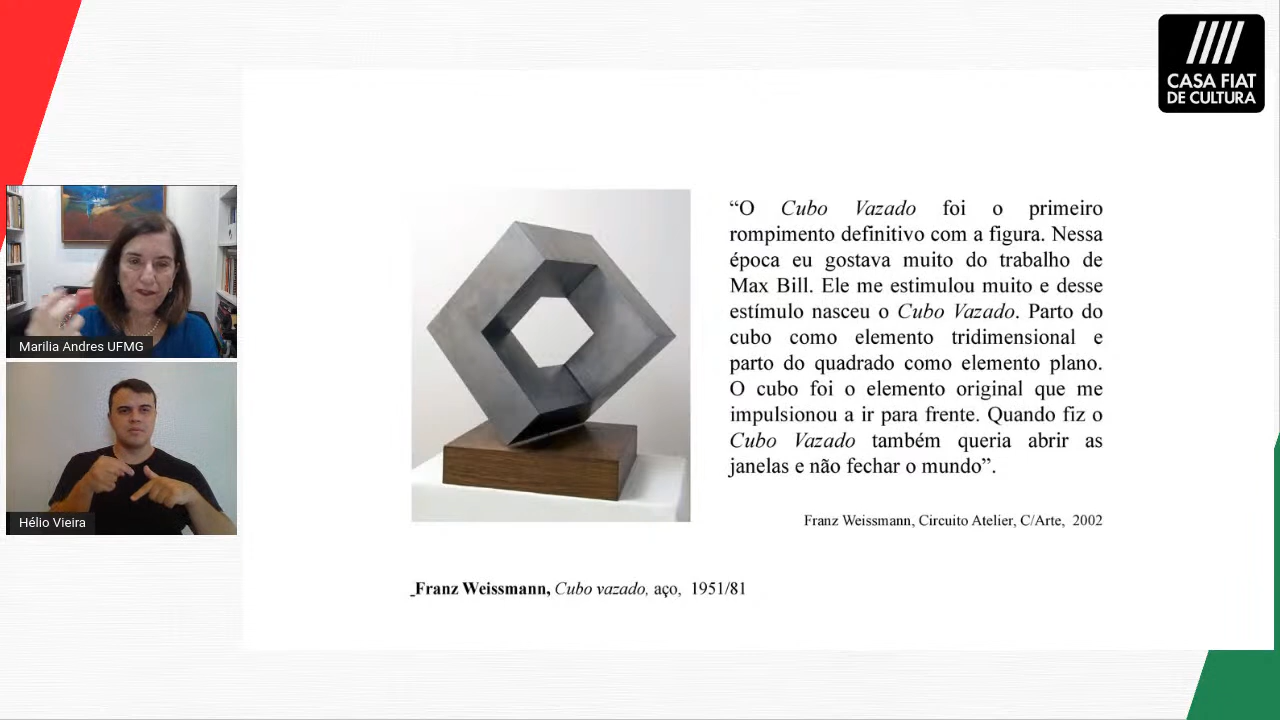 CASA FIAT
DE CULTURA
Marilia Andres UFMG
Hélio Vieira
“O Cubo Vazado foi o primeiro
rompimento definitivo com a figura. Nessa
época eu gostava muito do trabalho de
Max Bill. Ele me estimulou muito e desse
estímulo nasceu o Cubo Vazado. Parto do
cubo como elemento tridimensional e
parto do quadrado como elemento plano.
O cubo foi o elemento original que me
impulsionou a ir para frente. Quando fiz o
Cubo Vazado também queria abrir as
janelas e não fechar o mundo”.
Franz Weissmann, Circuito Atelier, C/Arte, 2002
Franz Weissmann, Cubo vazado, aço, 1951/81